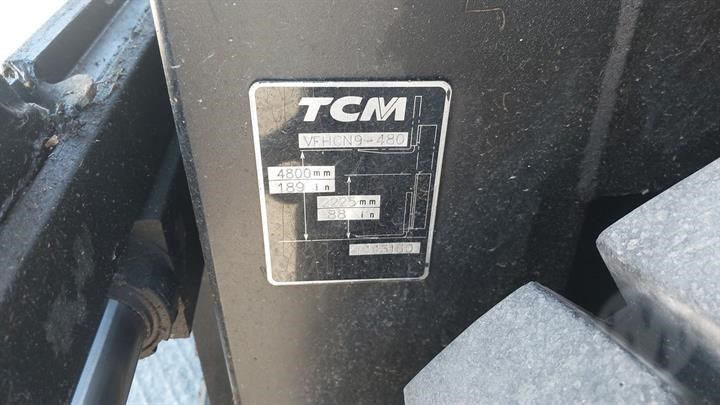 TCM
VFHCN9-480
4800mm
189 in
2225mm
88 in